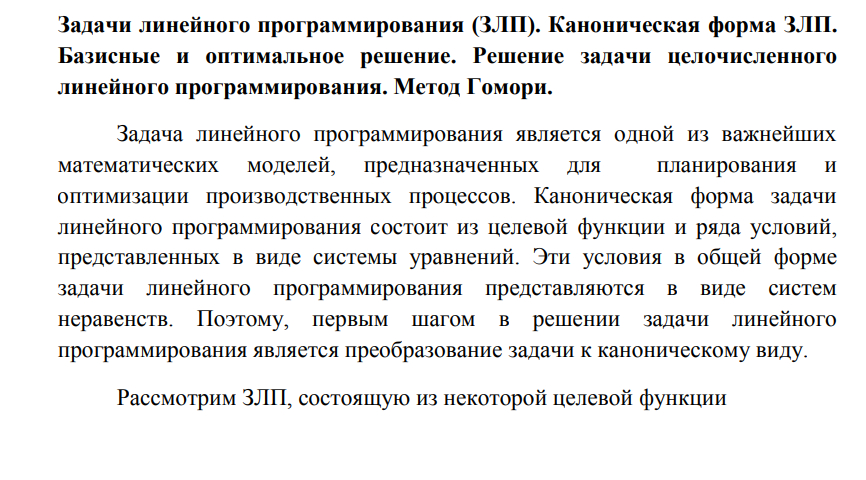 Задачи линейного программирования (ЗЛП). Каноническая форма ЗЛП.
Базисные и оптимальное решение. Решение задачи целочисленного
линейного программирования. Метод Гомори.
Задача линейного программирования является одной из важнейших
математических моделей, предназначенных для планирования и
оптимизации производственных процессов. Каноническая форма задачи
линейного программирования состоит из целевой функции и ряда условий,
представленных в виде системы уравнений. Эти условия в общей форме
задачи линейного программирования представляются в виде систем
неравенств. Поэтому, первым шагом в решении задачи линейного
программирования является преобразование задачи к каноническому виду.
Рассмотрим ЗЛП, состоящую из некоторой целевой функции